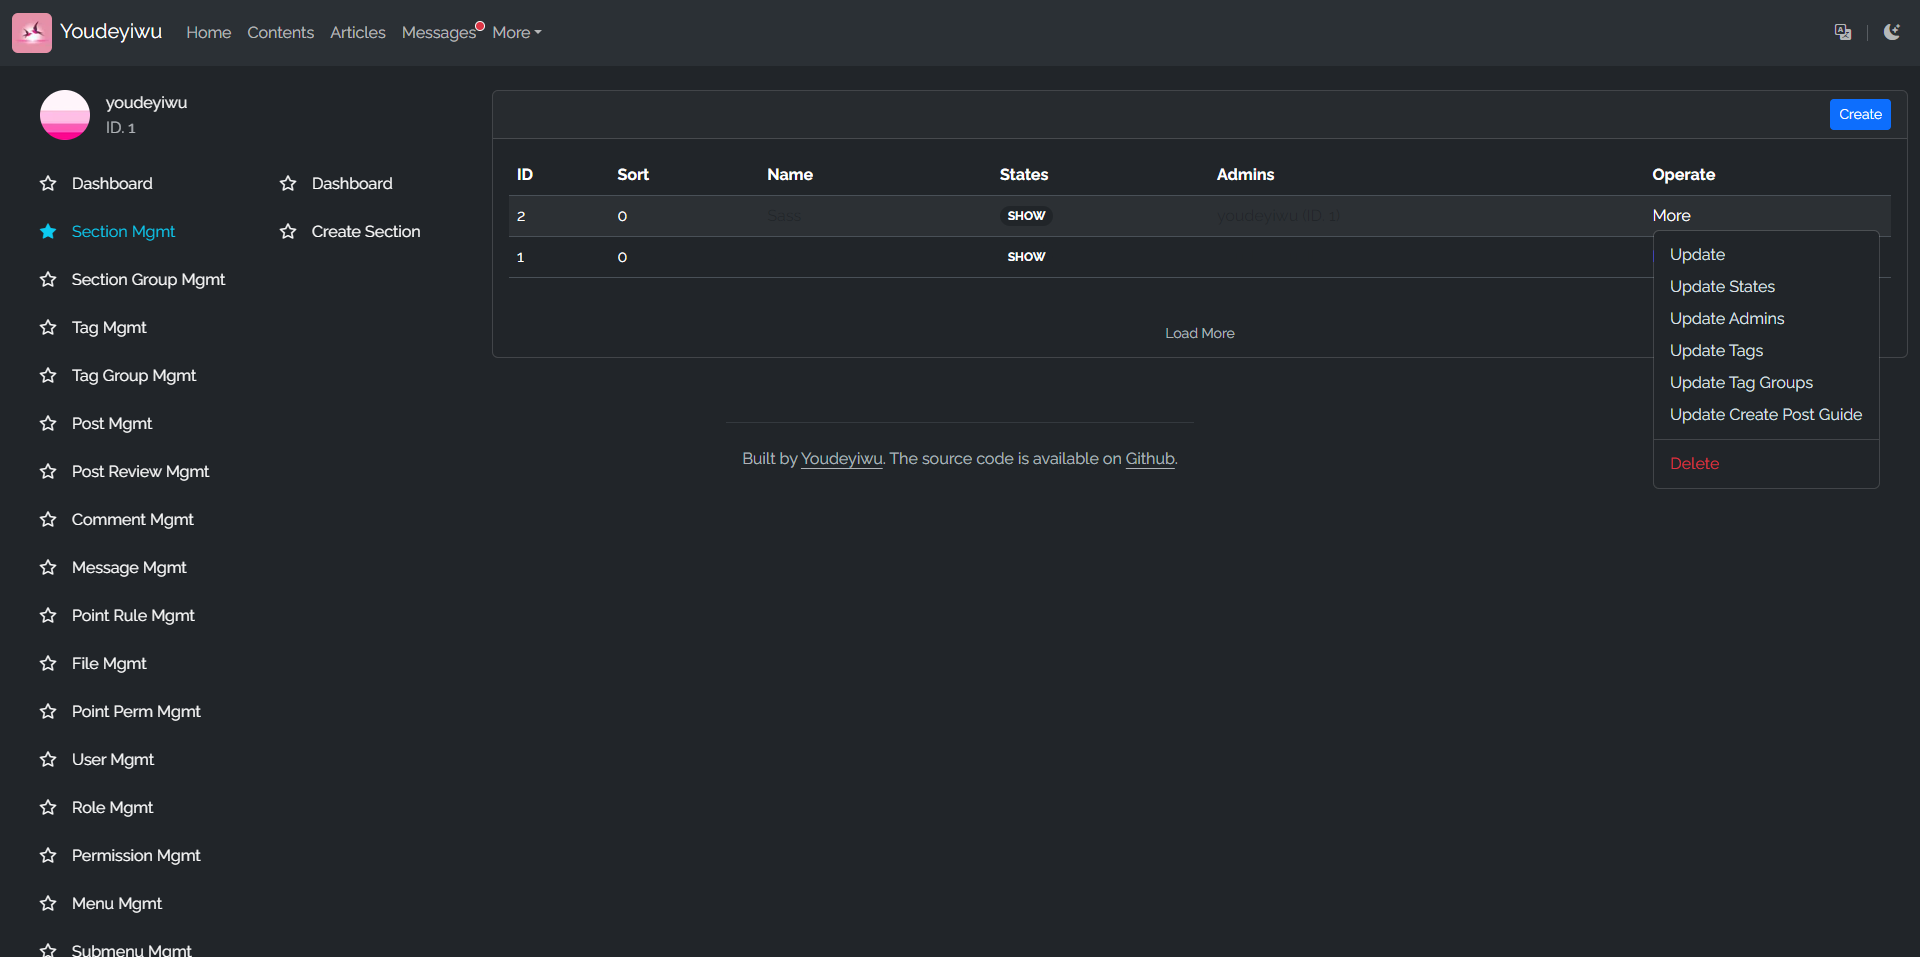 Youdeyiwu Home Contents Articles Messages More
youdeyiwu
ID. 1
Dashboard
Section Mgmt
Section Group Mgmt
Tag Mgmt
Tag Group Mgmt
Post Mgmt
Post Review Mgmt
Comment Mgmt
Message Mgmt
Point Rule Mgmt
File Mgmt
Point Perm Mgmt
User Mgmt
Role Mgmt
Permission Mgmt
Menu Mgmt
Submenu Mgmt
Dashboard
Create Section
Create
ID Sort Name States Admins Operate
2 0 SHOW youdeyiwu (ID. 1) More
1 0 SHOW
Update
Update States
Update Admins
Update Tags
Update Tag Groups
Update Create Post Guide
Delete
Load More
Built by Youdeyiwu. The source code is available on Github.